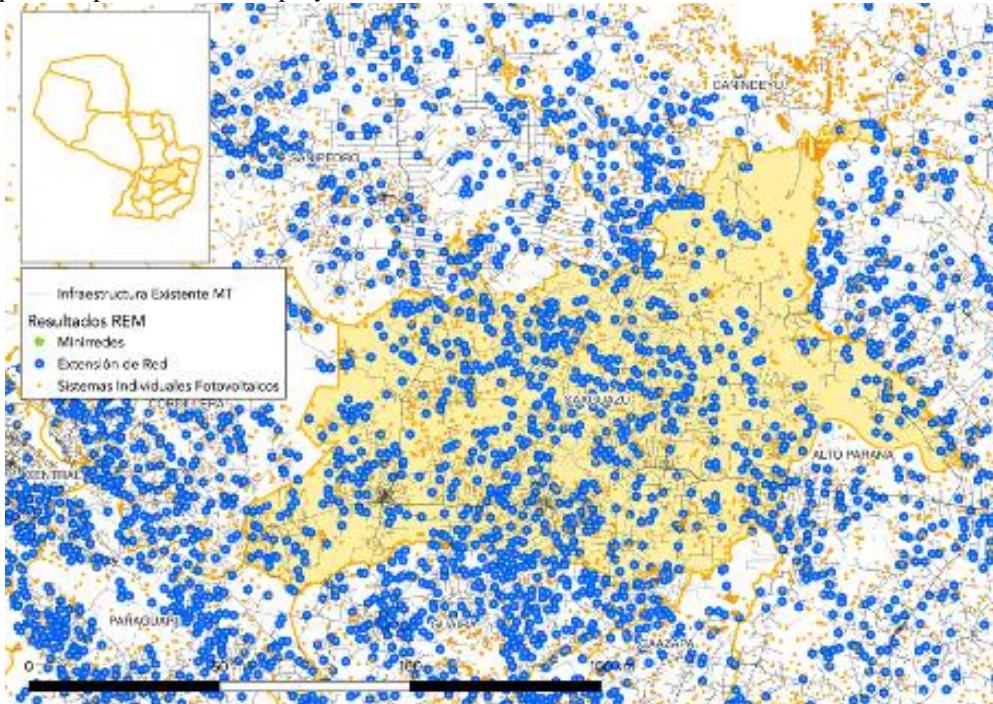 CANINDEYU
SAN PEDRO
Infraestructura Existente MT
Resultados REM
Minirredes
Extensión de Red
Sistemas Individuales Fotovoltaicos
CORDILLERA
CAAGUAZU
CENTRAL
ALTO PARANA
PARAGUARI
GUAIRA
CAAZAPA
0 50 100